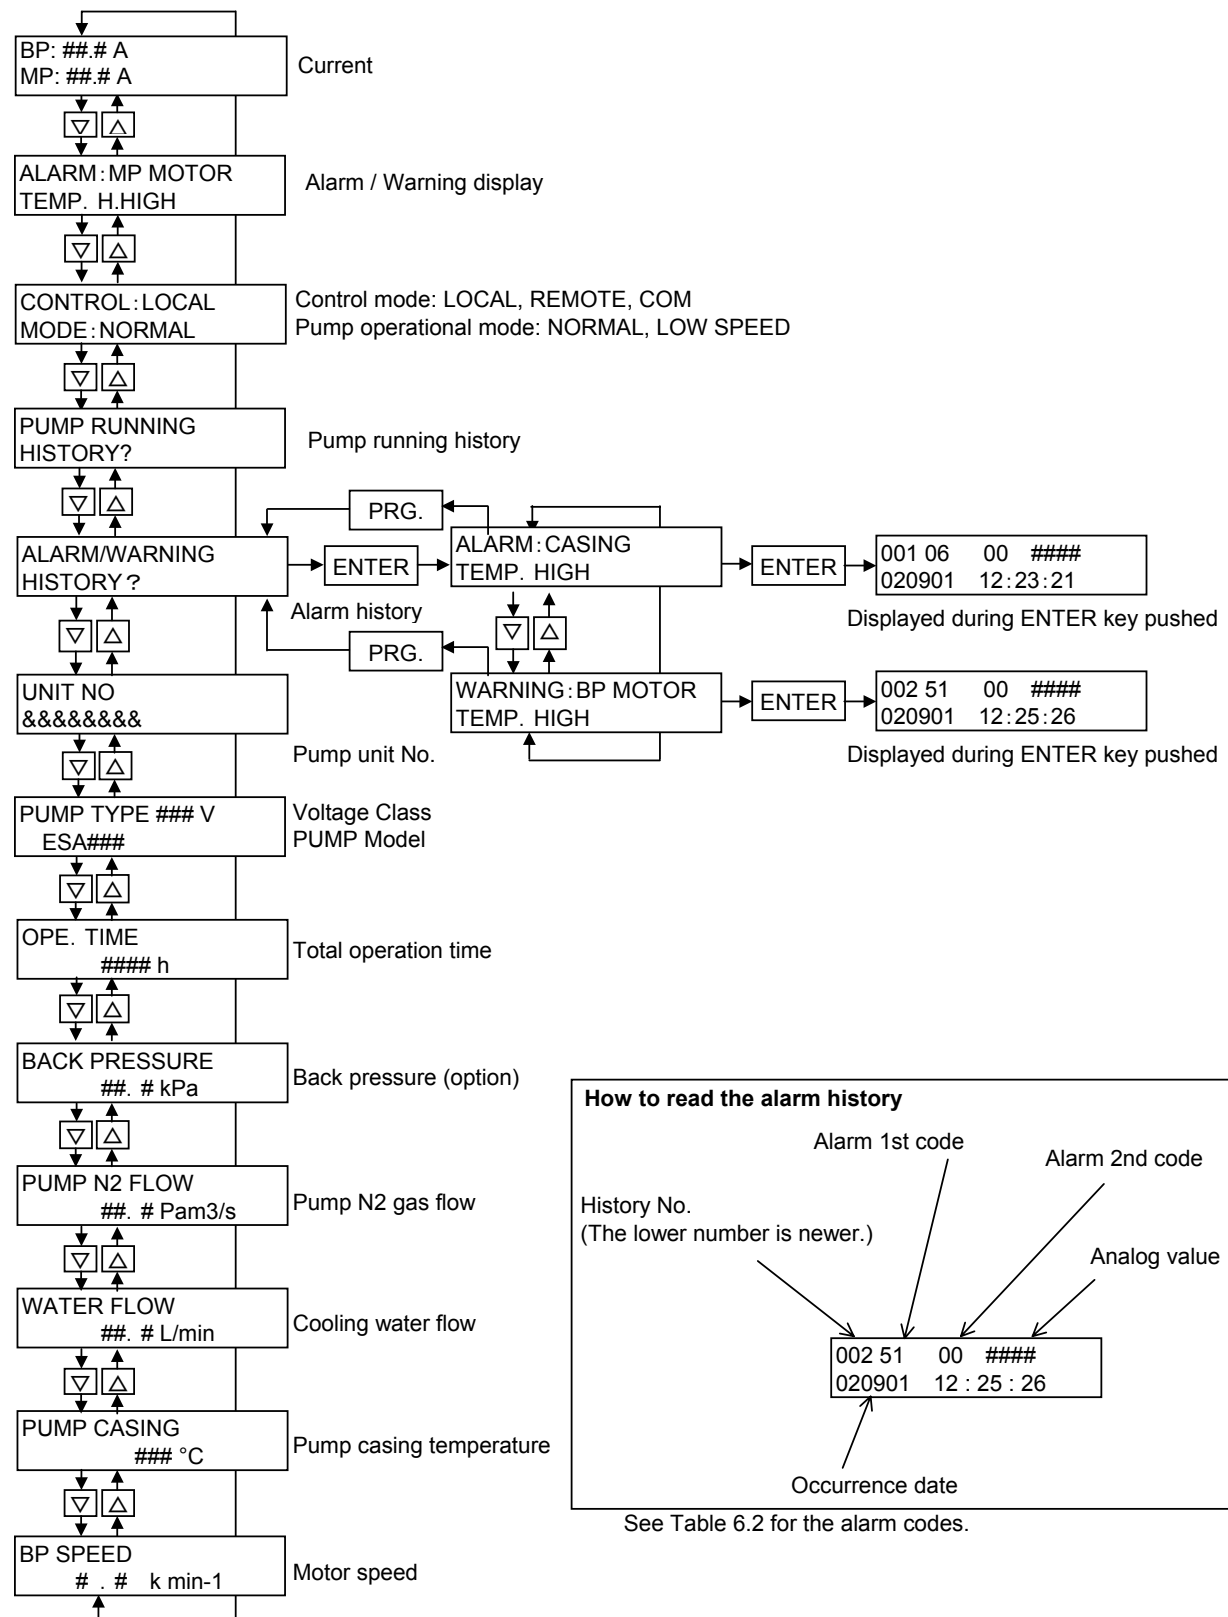 BP: ##.# A
MP: ##.# A
Current
▽ △
ALARM:MP MOTOR
TEMP. H.HIGH
Alarm / Warning display
▽ △
CONTROL:LOCAL
MODE:NORMAL
Control mode: LOCAL, REMOTE, COM
Pump operational mode: NORMAL, LOW SPEED
▽ △
PUMP RUNNING
HISTORY?
Pump running history
▽ △
ALARM/WARNING
HISTORY?
PRG.
ENTER
Alarm history
PRG.
ALARM:CASING
TEMP. HIGH
ENTER
001 06 00 ####
020901 12:23:21
Displayed during ENTER key pushed
▽ △
WARNING:BP MOTOR
TEMP. HIGH
ENTER
002 51 00 ####
020901 12:25:26
Displayed during ENTER key pushed
▽ △
UNIT NO
&&&&&&&&
Pump unit No.
▽ △
PUMP TYPE ### V
ESA###
Voltage Class
PUMP Model
▽ △
OPE. TIME
#### h
Total operation time
▽ △
BACK PRESSURE
##. # kPa
Back pressure (option)
▽ △
PUMP N2 FLOW
##. # Pam3/s
Pump N2 gas flow
▽ △
WATER FLOW
##. # L/min
Cooling water flow
▽ △
PUMP CASING
### °C
Pump casing temperature
▽ △
BP SPEED
# . # k min-1
Motor speed
How to read the alarm history
Alarm 1st code
Alarm 2nd code
History No.
(The lower number is newer.)
Analog value
002 51 00 ####
020901 12 : 25 : 26
Occurrence date
See Table 6.2 for the alarm codes.